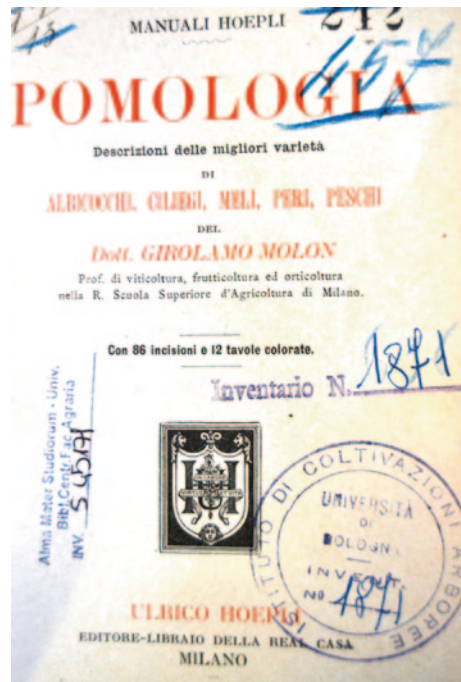 MANUALI HOEPLI
POMOLOGIA
457
Descrizioni delle migliori varietà
DI
ALBICOCCHI, CILIEGI, MELI, PERI, PESCHI
DEL
Dott. GIROLAMO MOLON
Prof. di viticoltura, frutticoltura ed orticoltura
nella R. Scuola Superiore d'Agricoltura di Milano.
Con 86 incisioni e 12 tavole colorate.
Inventario N. 1871
Alma Mater Studiorum - Univ.
Bibl. Centr. Fac. Agraria
INV.
ISTITUTO DI COLTIVAZIONI ARBOREE
UNIVERSITÀ
DI
BOLOGNA
INVENT.
No 1871
ULRICO HOEPLI
EDITORE-LIBRAIO DELLA REAL CASA
MILANO